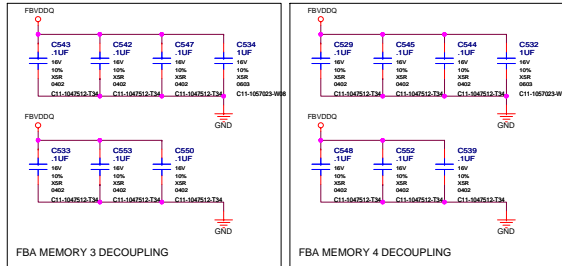 FBVDDQ
C543
.1UF
16V
10%
X5R
0402
C11-1047512-T34
C542
.1UF
16V
10%
X5R
0402
C11-1047512-T34
C547
.1UF
16V
10%
X5R
0402
C11-1047512-T34
C534
1UF
16V
10%
X5R
0603
C11-1057023-W08
GND
FBVDDQ
C533
.1UF
16V
10%
X5R
0402
C11-1047512-T34
C553
.1UF
16V
10%
X5R
0402
C11-1047512-T34
C550
.1UF
16V
10%
X5R
0402
C11-1047512-T34
GND
FBA MEMORY 3 DECOUPLING
FBVDDQ
C529
.1UF
16V
10%
X5R
0402
C11-1047512-T34
C545
.1UF
16V
10%
X5R
0402
C11-1047512-T34
C544
.1UF
16V
10%
X5R
0402
C11-1047512-T34
C532
1UF
16V
10%
X5R
0603
C11-1057023-W
GND
FBVDDQ
C548
.1UF
16V
10%
X5R
0402
C11-1047512-T34
C552
.1UF
16V
10%
X5R
0402
C11-1047512-T34
C539
.1UF
16V
10%
X5R
0402
C11-1047512-T34
GND
FBA MEMORY 4 DECOUPLING